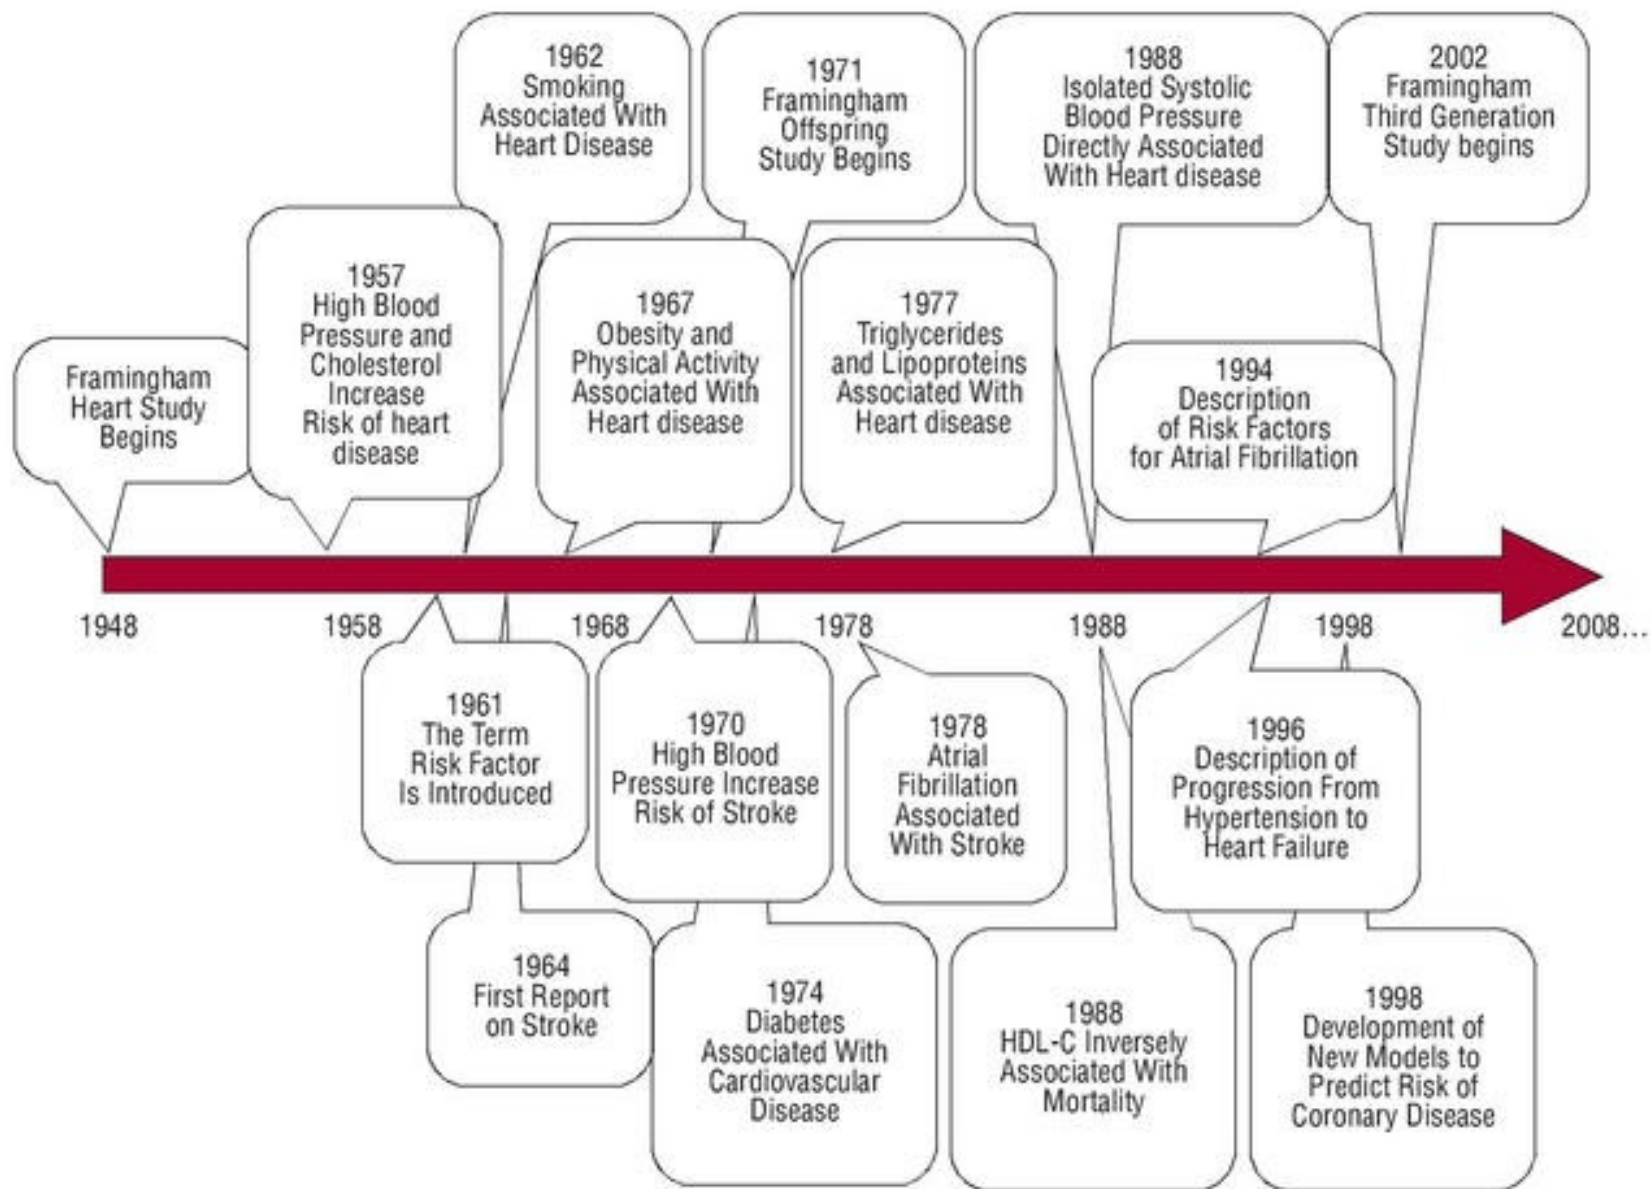 1962
Smoking
Associated With
Heart Disease
1971
Framingham
Offspring
Study Begins
1988
Isolated Systolic
Blood Pressure
Directly Associated
With Heart disease
2002
Framingham
Third Generation
Study begins
Framingham
Heart Study
Begins
1957
High Blood
Pressure and
Cholesterol
Increase
Risk of heart
disease
1967
Obesity and
Physical Activity
Associated With
Heart disease
1977
Triglycerides
and Lipoproteins
Associated With
Heart disease
1994
Description
of Risk Factors
for Atrial Fibrillation
1948
1958
1968
1978
1988
1998
2008...
1961
The Term
Risk Factor
Is Introduced
1970
High Blood
Pressure Increase
Risk of Stroke
1978
Atrial
Fibrillation
Associated
With Stroke
1996
Description of
Progression From
Hypertension to
Heart Failure
1964
First Report
on Stroke
1974
Diabetes
Associated With
Cardiovascular
Disease
1988
HDL-C Inversely
Associated With
Mortality
1998
Development of
New Models to
Predict Risk of
Coronary Disease